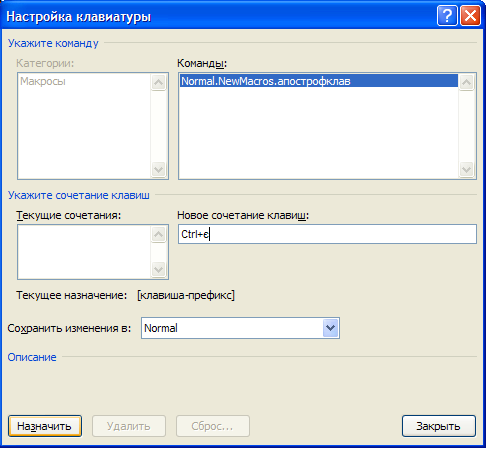 Настройка клавиатуры
Укажите команду
Категории:
Команды:
Макросы
Normal.NewMacros.апострофклав
Укажите сочетание клавиш
Текущие сочетания:
Новое сочетание клавиш:
Ctrl+є
Текущее назначение: [клавиша-префикс]
Сохранить изменения в: Normal
Описание
Назначить
Удалить
Сброс...
Закрыть